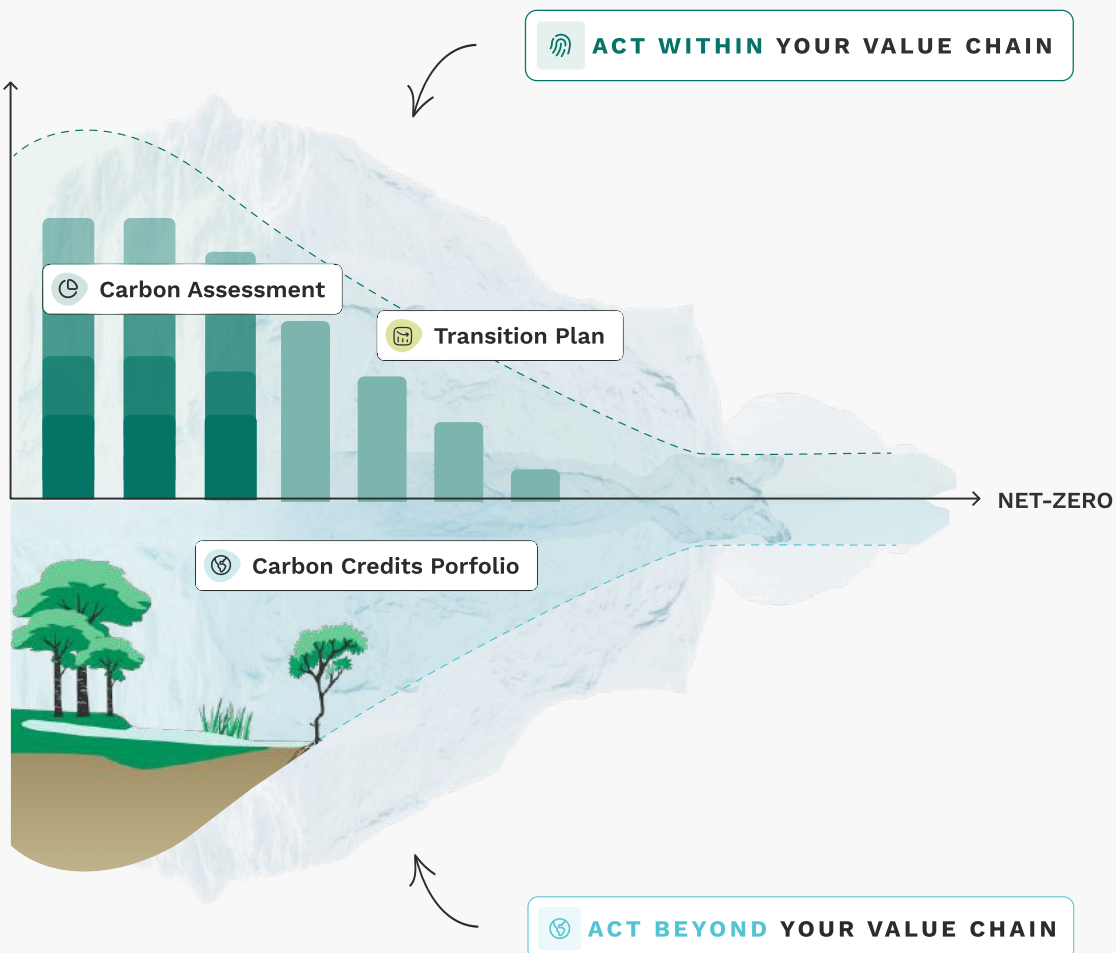 ACT WITHIN YOUR VALUE CHAIN
Carbon Assessment
Transition Plan
NET-ZERO
Carbon Credits Porfolio
ACT BEYOND YOUR VALUE CHAIN